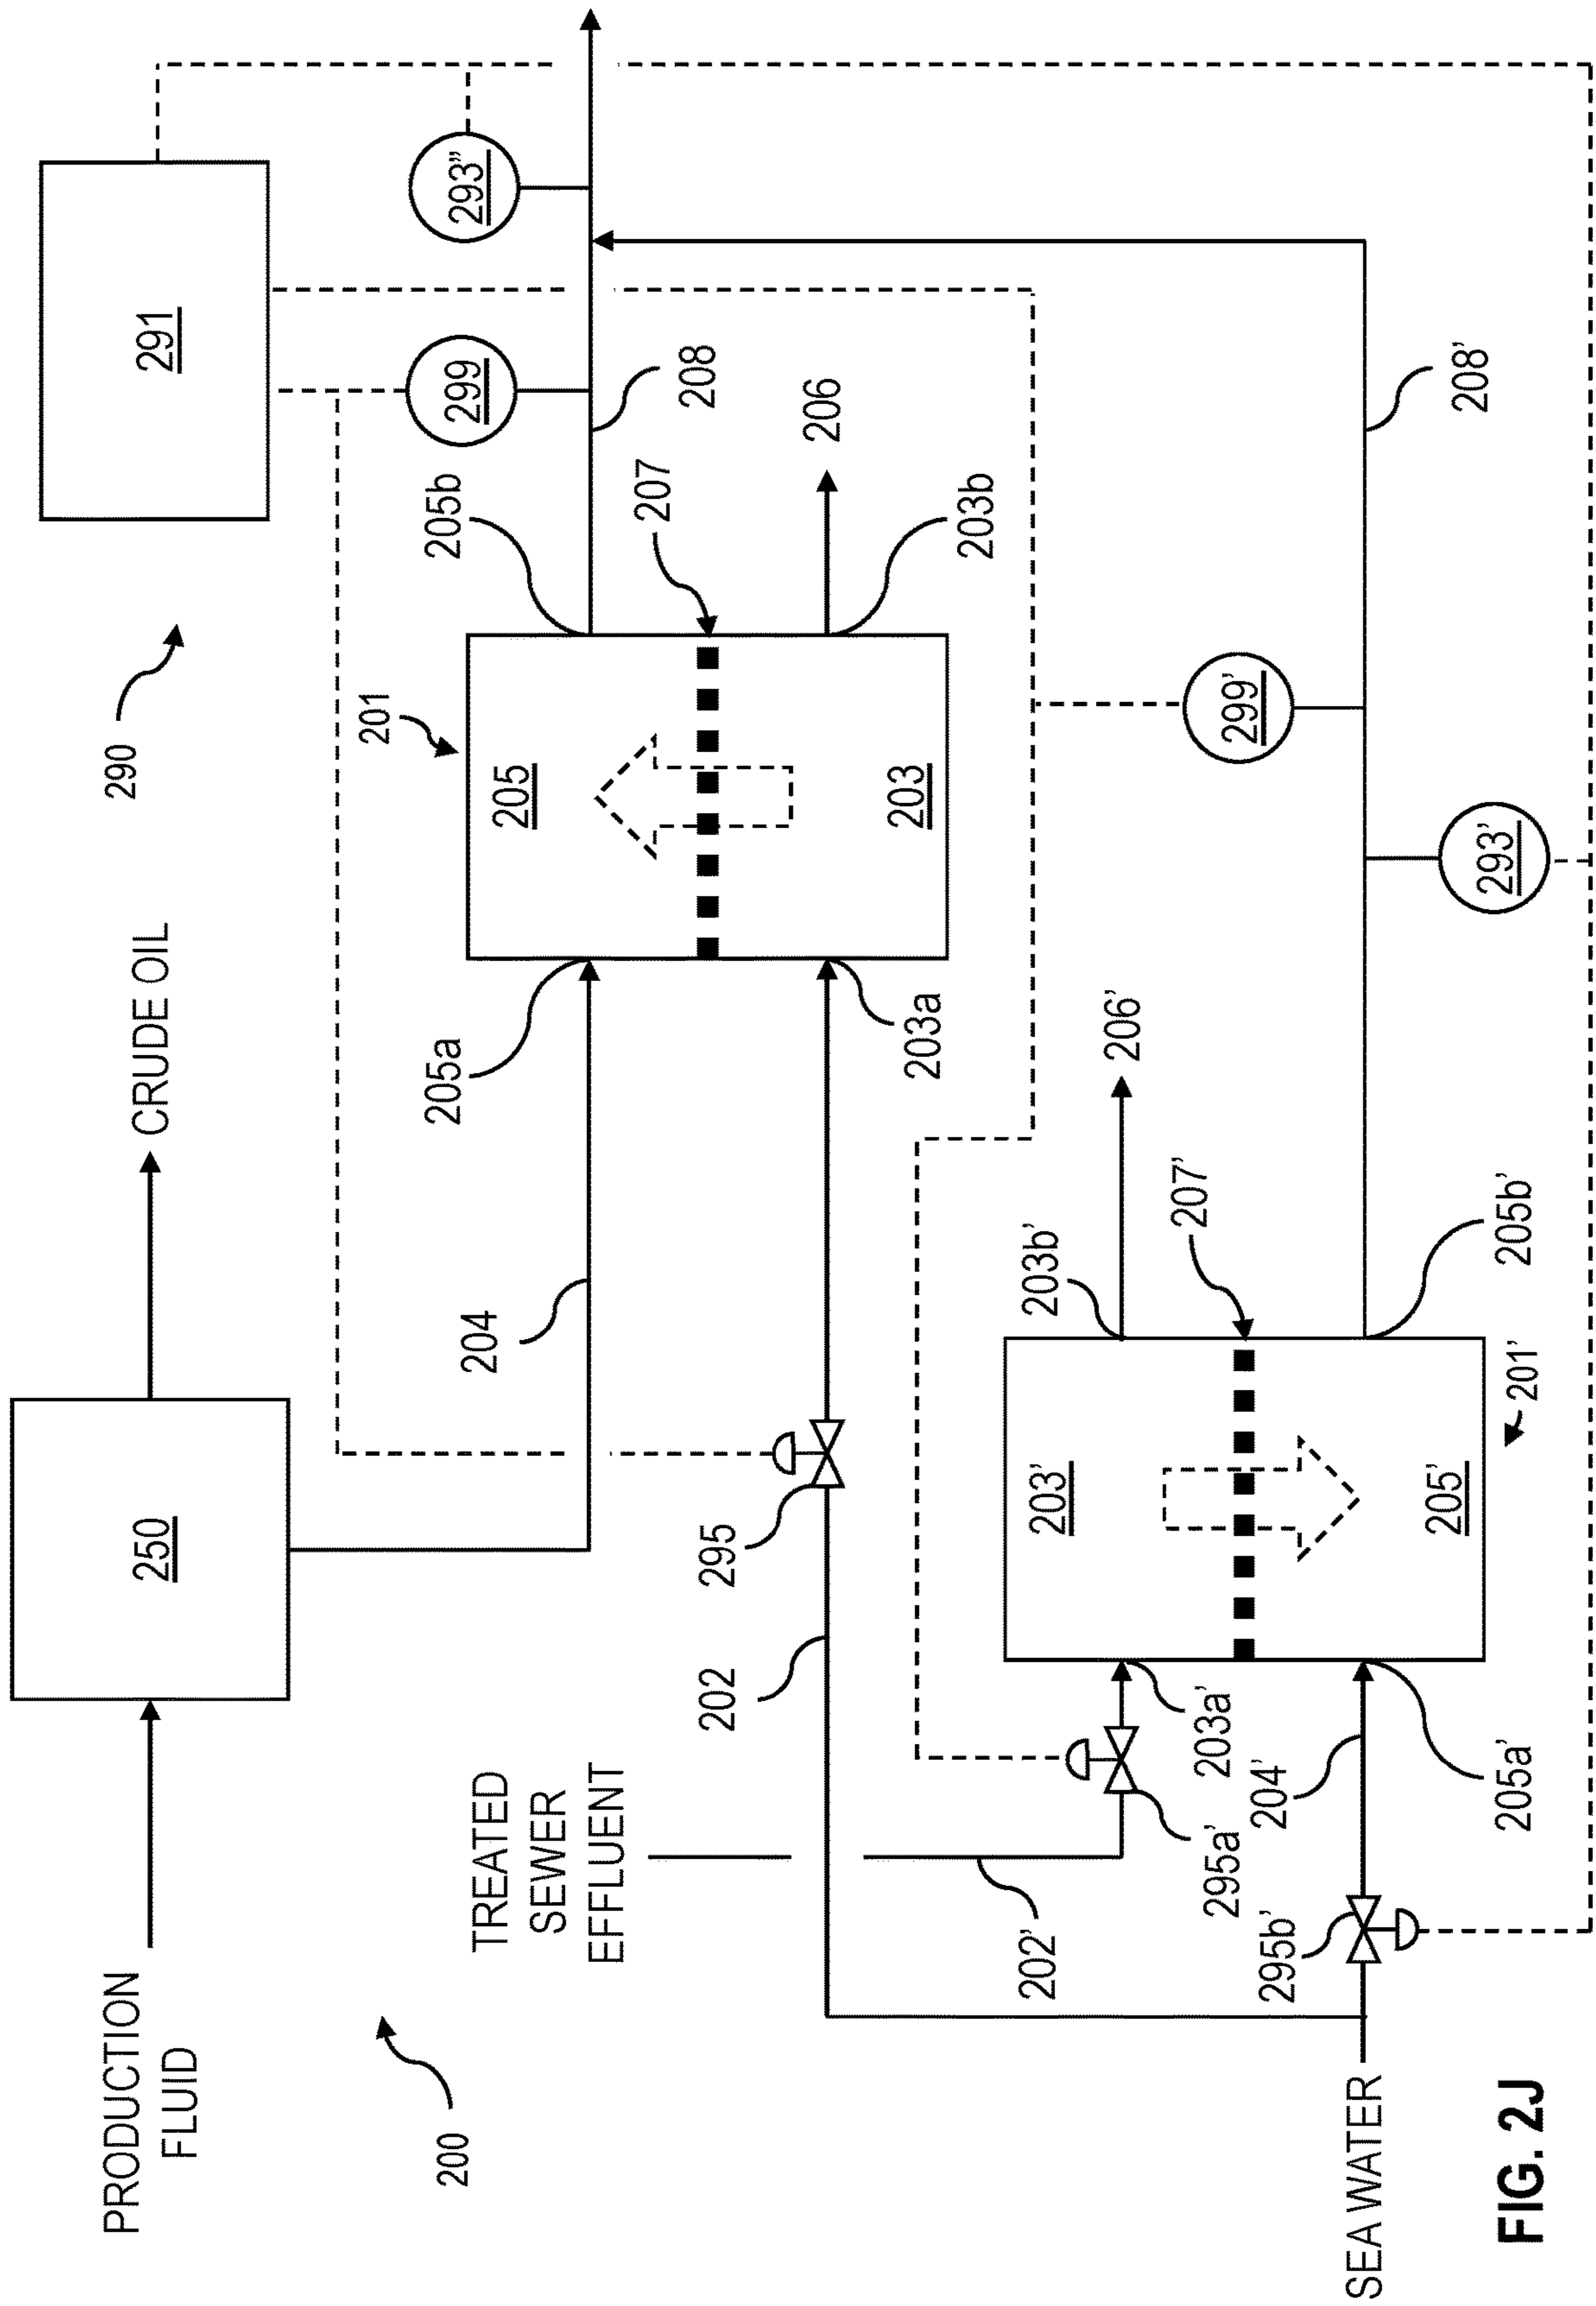 PRODUCTION
FLUID
250
CRUDE OIL
290
291
200
204
205a
201
205
205b
299
293”
207
208
TREATED
SEWER
EFFLUENT
202
295
203a
203
203b
206
202’
295a’
203a’
203’
203b’
206’
207’
299’
SEA WATER
295b’
204’
205a’
205’
205b’
201’
293’
208’
FIG. 2J